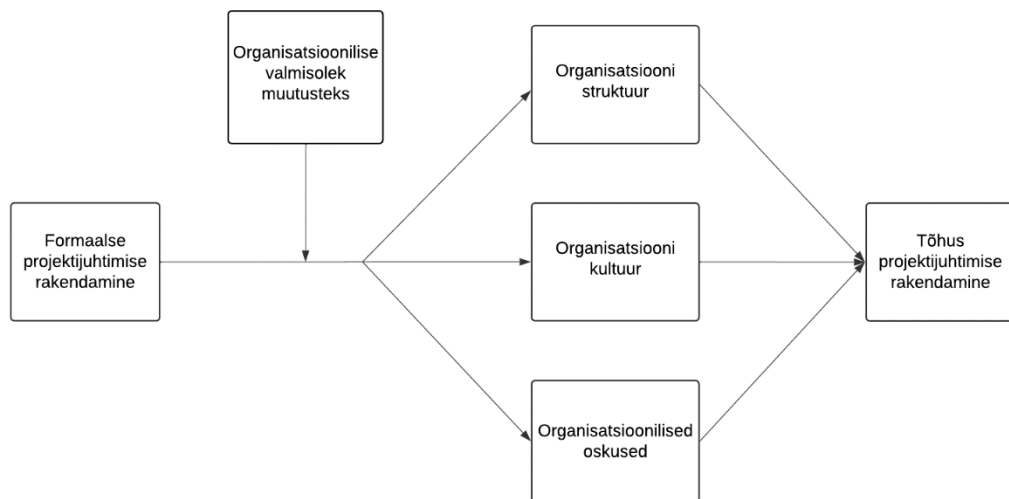 Organisatsioonilise
valmisolek
muutusteks
Organisatsiooni
struktuur
Formaalse
projektijuhtimise
rakendamine
Organisatsiooni
kultuur
Tõhus
projektijuhtimise
rakendamine
Organisatsioonilised
oskused